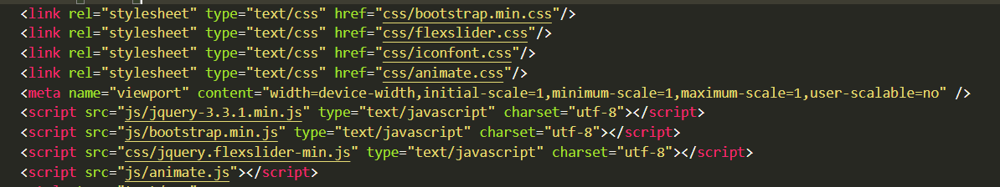 <link rel="stylesheet" type="text/css" href="css/bootstrap.min.css"/>
<link rel="stylesheet" type="text/css" href="css/flexslider.css"/>
<link rel="stylesheet" type="text/css" href="css/iconfont.css"/>
<link rel="stylesheet" type="text/css" href="css/animate.css"/>
<meta name="viewport" content="width=device-width,initial-scale=1,minimum-scale=1,maximum-scale=1,user-scalable=no" />
<script src="js/jquery-3.3.1.min.js" type="text/javascript" charset="utf-8"></script>
<script src="js/bootstrap.min.js" type="text/javascript" charset="utf-8"></script>
<script src="css/jquery.flexslider-min.js" type="text/javascript" charset="utf-8"></script>
<script src="js/animate.js"></script>